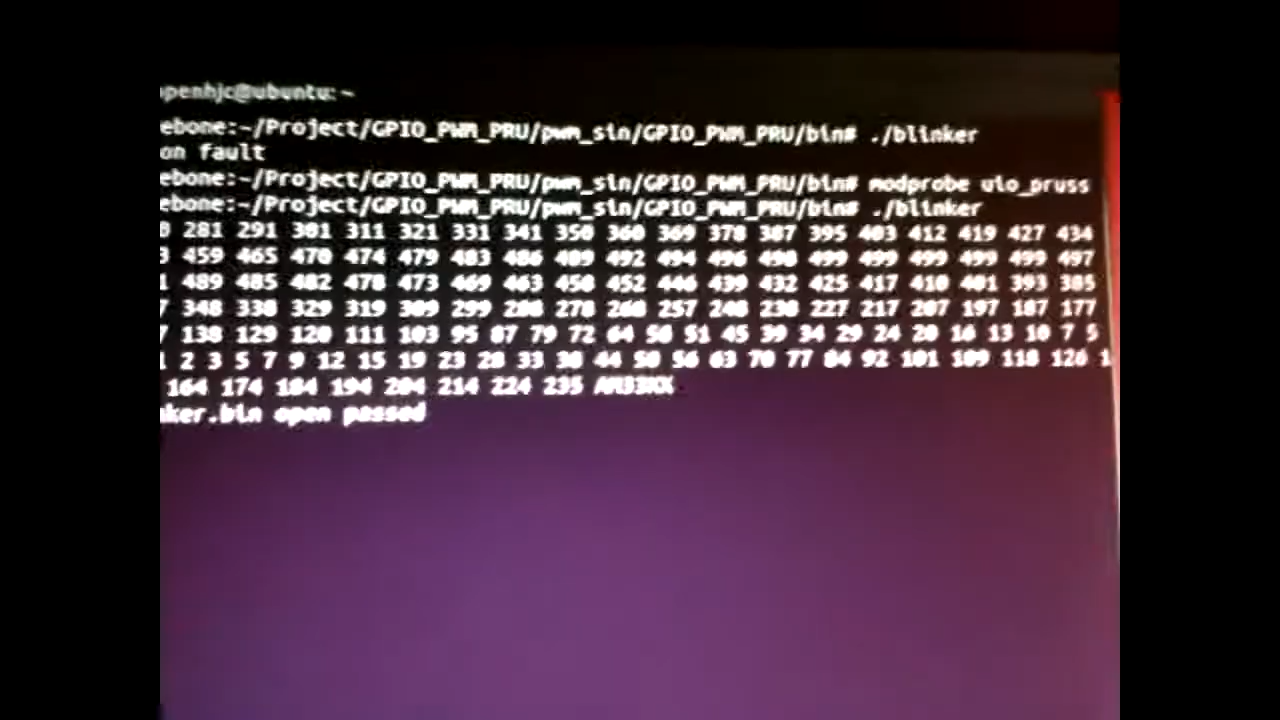 openhjc@ubuntu: ~
ebone:~/Project/GPIO_PWM_PRU/pwm_sin/GPIO_PWM_PRU/bin# ./blinker
on fault
ebone:~/Project/GPIO_PWM_PRU/pwm_sin/GPIO_PWM_PRU/bin# modprobe uio_pruss
ebone:~/Project/GPIO_PWM_PRU/pwm_sin/GPIO_PWM_PRU/bin# ./blinker
281 291 301 311 321 331 341 350 360 369 378 387 395 403 412 419 427 434
459 465 470 474 479 483 486 489 492 494 496 498 499 499 499 499 499 497
489 485 482 478 473 469 463 458 452 446 439 432 425 417 410 401 393 385
348 338 329 319 309 299 288 278 268 257 248 238 227 217 207 197 187 177
138 129 120 111 103 95 87 79 72 64 58 51 45 39 34 29 24 20 16 13 10 7 5
1 2 3 5 7 9 12 15 19 23 28 33 38 44 50 56 63 70 77 84 92 101 109 118 126 1
164 174 184 194 204 214 224 235 AM33XX
ker.bin open passed